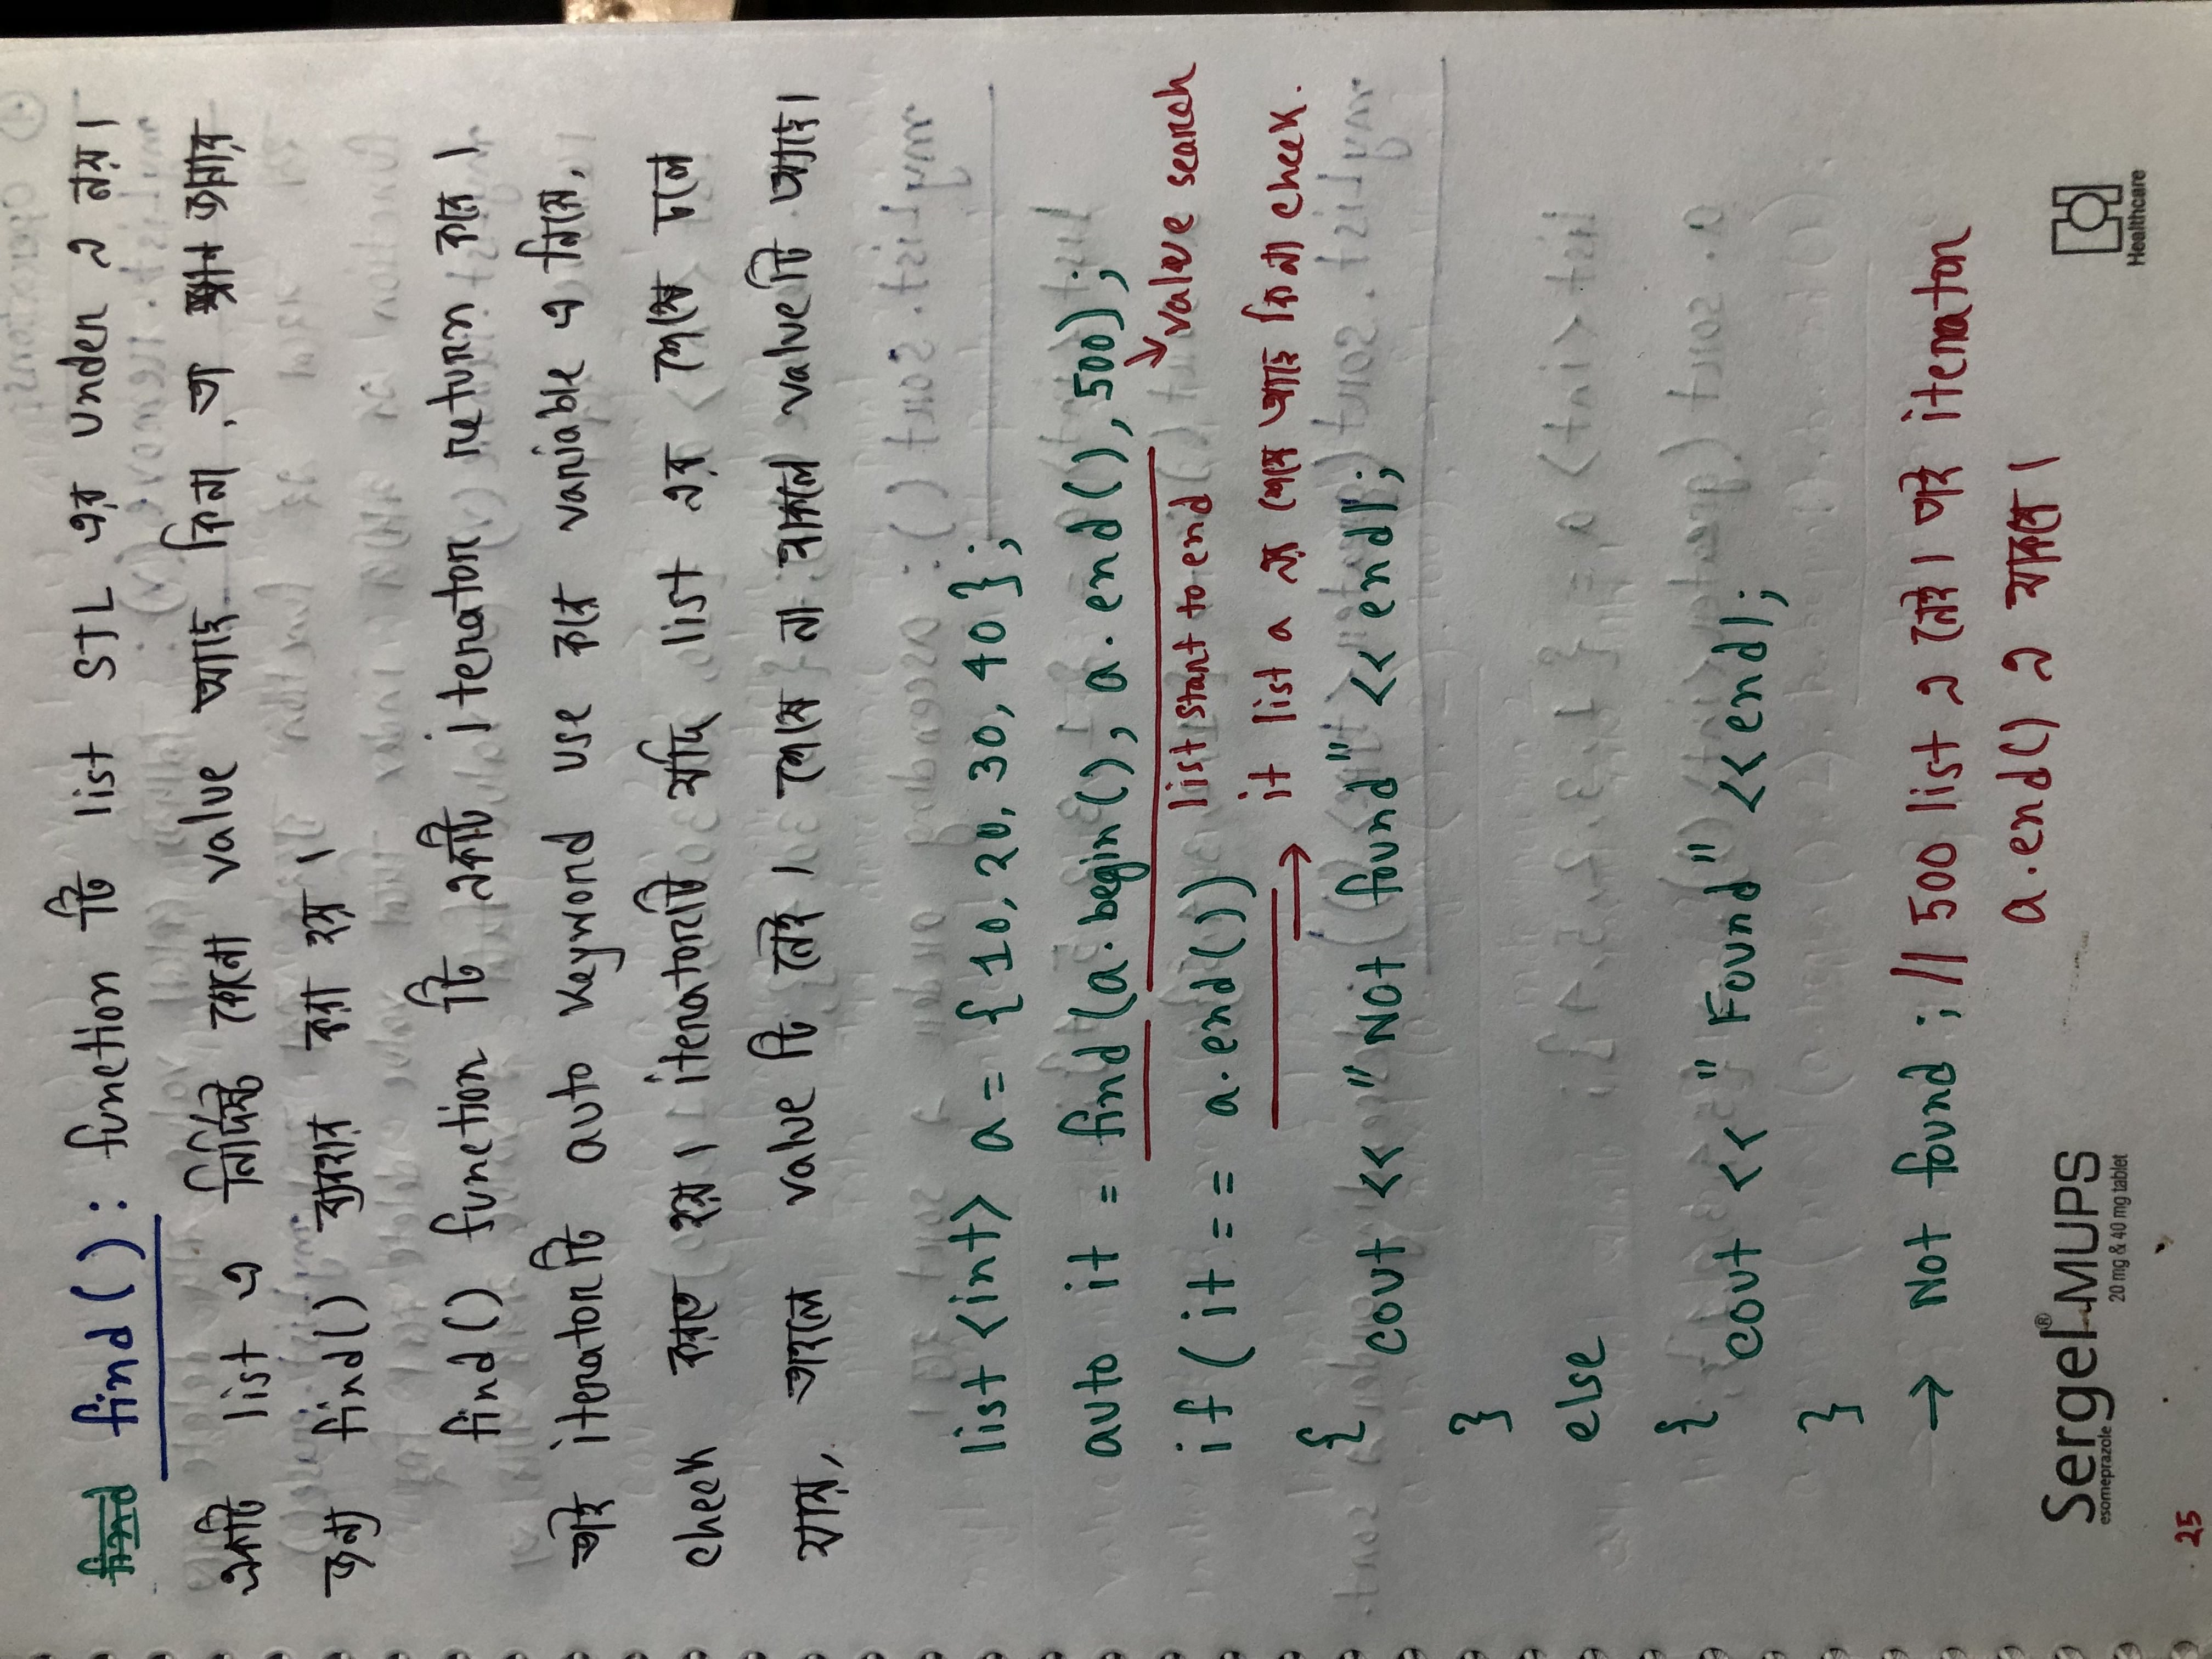 find find() : function টি list STL এর under এ নয়।
একটি list এ নির্দিষ্ট কোনো value আছে কিনা, তা জানার
জন্য find() ব্যবহার করা হয়।
find() function টি একটি iterator return করে।
তাই iterator টি auto keyword use করে variable এ নিয়ে,
check করতে হয়। iterator টি যদি list এর শেষে চলে
যায়, তাহলে value টি নেই। শেষে না থাকলে value টি আছে।
list <int> a = {10, 20, 30, 40};
auto it = find(a.begin(), a.end(), 500);
list start to end
value search
if (it == a.end())
→ it list a এর শেষে আছে কিনা check.
{
cout << "Not found" << endl;
}
else
{
cout << "Found" << endl;
}
→ Not found ; // 500 list এ নেই। তাই iterator
a.end() এ থাকবে।
Sergel® MUPS
esomeprazole
20 mg & 40 mg tablet
Healthcare
25